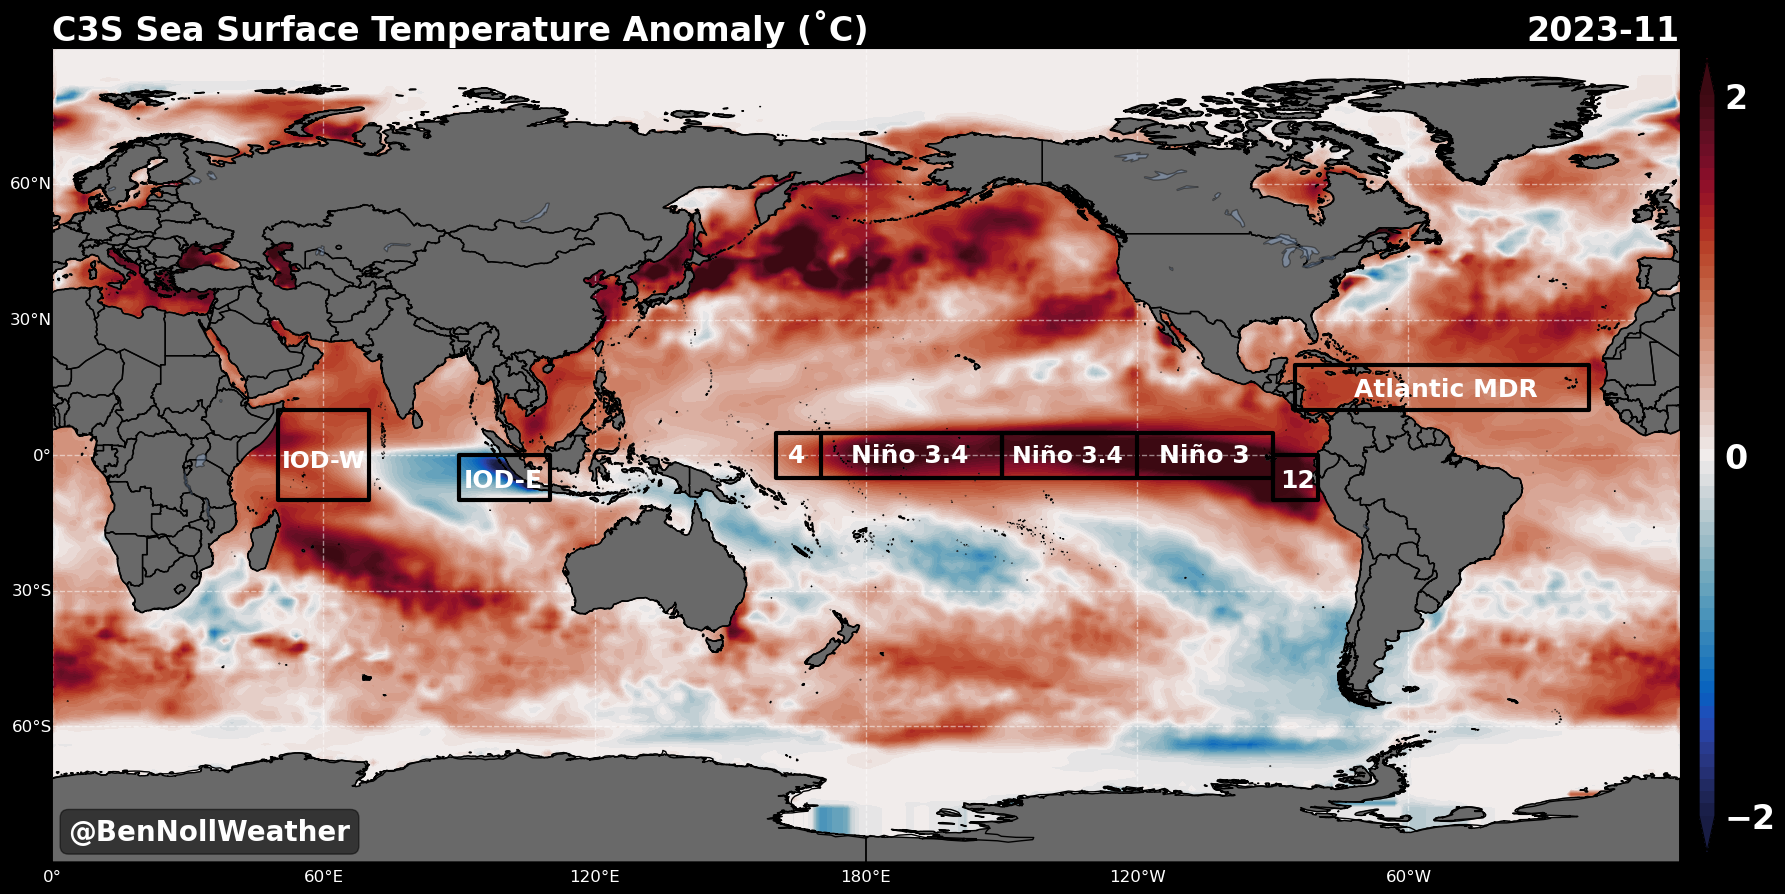 C3S Sea Surface Temperature Anomaly (˚C)
2023-11
2
0
−2
60°N
30°N
0°
30°S
60°S
IOD-W
IOD-E
4
Niño 3.4
Niño 3.4
Niño 3
12
Atlantic MDR
@BenNollWeather
0°
60°E
120°E
180°E
120°W
60°W